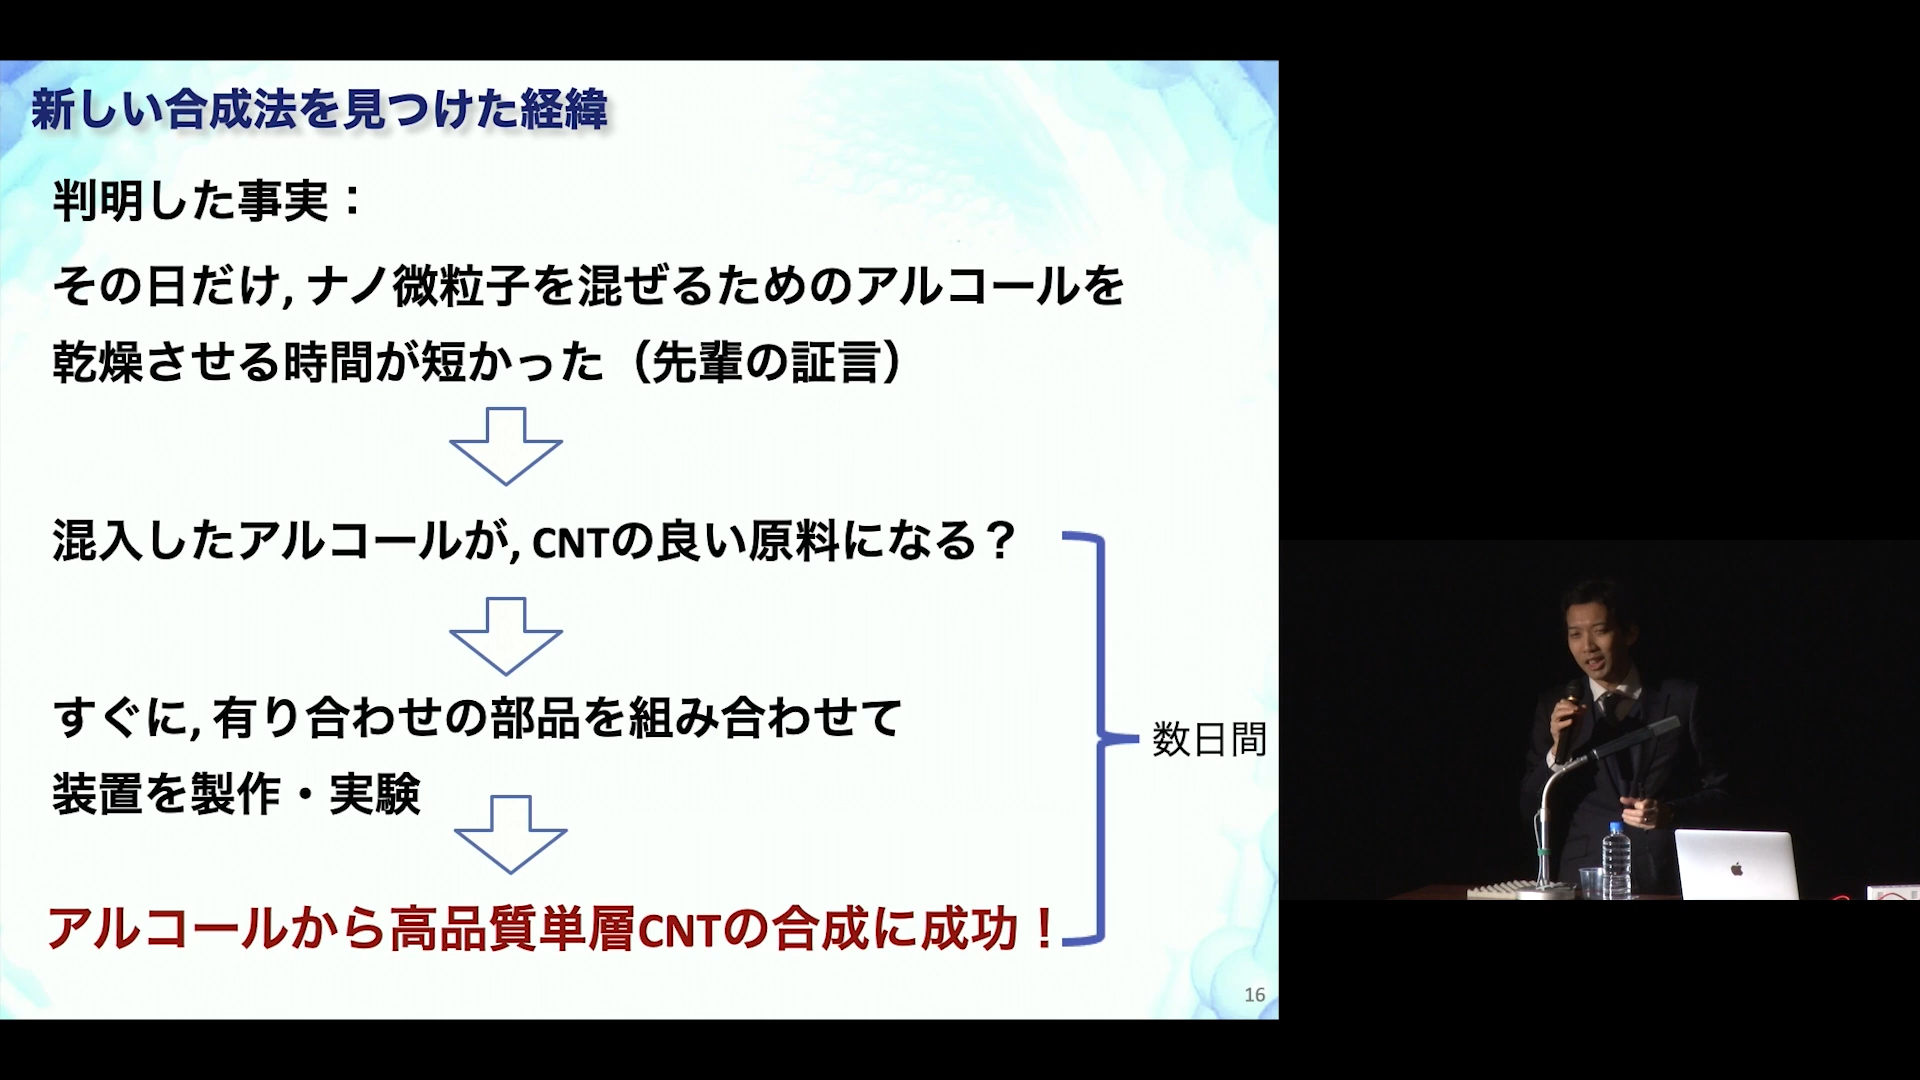 新しい合成法を見つけた経緯
判明した事実：
その日だけ, ナノ微粒子を混ぜるためのアルコールを
乾燥させる時間が短かった（先輩の証言）
混入したアルコールが, CNTの良い原料になる？
すぐに, 有り合わせの部品を組み合わせて
装置を製作・実験
数日間
アルコールから高品質単層CNTの合成に成功！
16